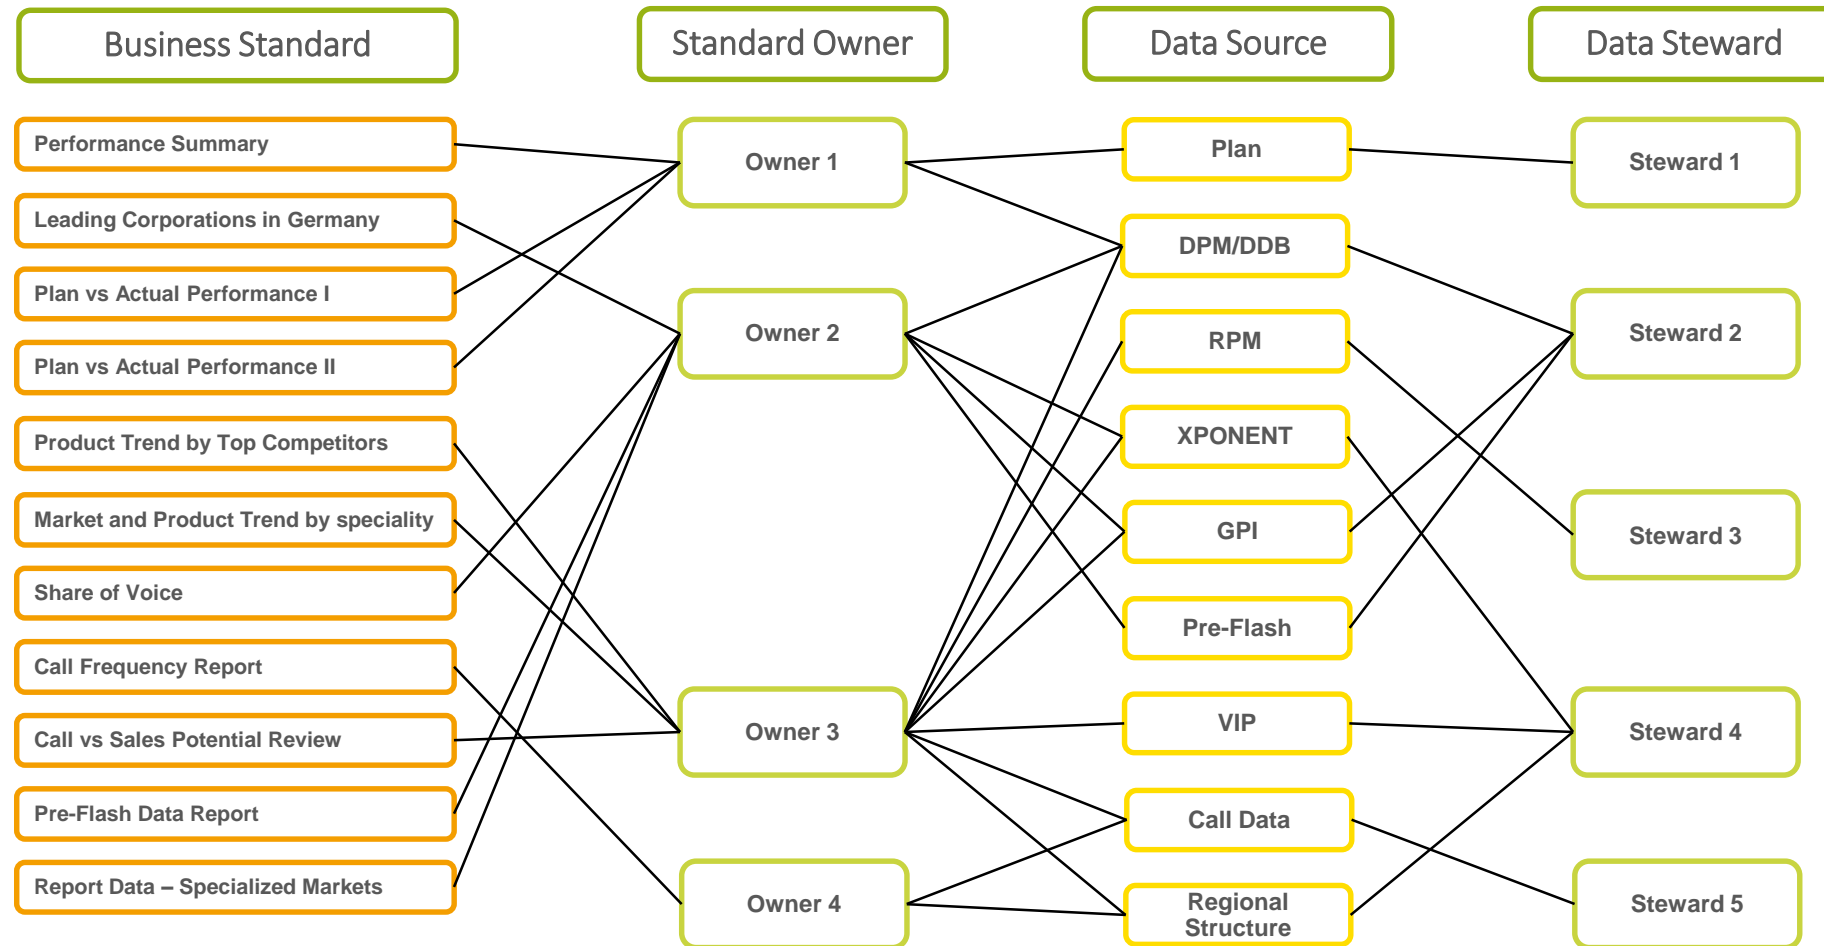 Business Standard
Standard Owner
Data Source
Data Steward
Performance Summary
Leading Corporations in Germany
Plan vs Actual Performance I
Plan vs Actual Performance II
Product Trend by Top Competitors
Market and Product Trend by speciality
Share of Voice
Call Frequency Report
Call vs Sales Potential Review
Pre-Flash Data Report
Report Data – Specialized Markets
Owner 1
Owner 2
Owner 3
Owner 4
Plan
DPM/DDB
RPM
XPONENT
GPI
Pre-Flash
VIP
Call Data
Regional
Structure
Steward 1
Steward 2
Steward 3
Steward 4
Steward 5